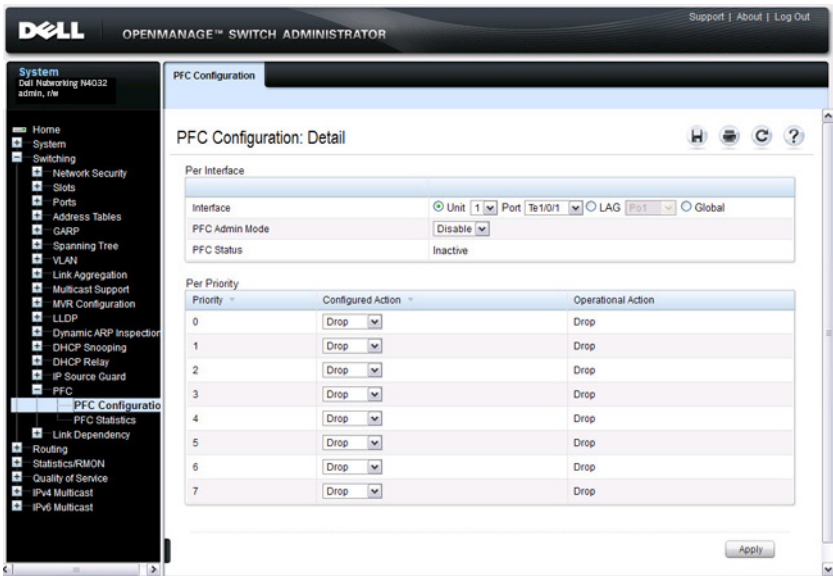 Support | About | Log Out
DELL OPENMANAGE™ SWITCH ADMINISTRATOR
System
Dell Networking N4032
admin, r/w
Home
System
Switching
Network Security
Slots
Ports
Address Tables
GARP
Spanning Tree
VLAN
Link Aggregation
Multicast Support
MVR Configuration
LLDP
Dynamic ARP Inspection
DHCP Snooping
DHCP Relay
IP Source Guard
PFC
PFC Configuratio
PFC Statistics
Link Dependency
Routing
Statistics/RMON
Quality of Service
IPv4 Multicast
IPv6 Multicast
PFC Configuration
PFC Configuration: Detail
Per Interface
Interface Unit 1 Port Te1/0/1 LAG Po1 Global
PFC Admin Mode Disable
PFC Status Inactive
Per Priority
Priority Configured Action Operational Action
0 Drop Drop
1 Drop Drop
2 Drop Drop
3 Drop Drop
4 Drop Drop
5 Drop Drop
6 Drop Drop
7 Drop Drop
Apply